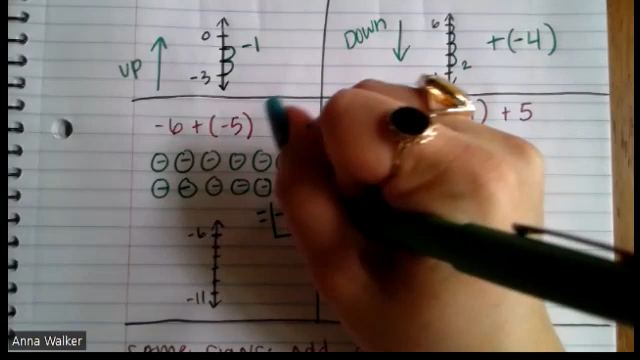 0
-1
UP
-3
DOWN
6
+(-4)
2
-6 + (-5)
) + 5
=
-6
-11
Anna Walker